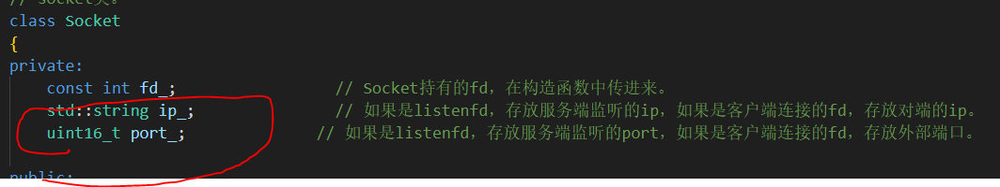 // Socket类。
class Socket
{
private:
const int fd_; // Socket持有的fd，在构造函数中传进来。
std::string ip_; // 如果是listenfd，存放服务端监听的ip，如果是客户端连接的fd，存放对端的ip。
uint16_t port_; // 如果是listenfd，存放服务端监听的port，如果是客户端连接的fd，存放外部端口。
public: